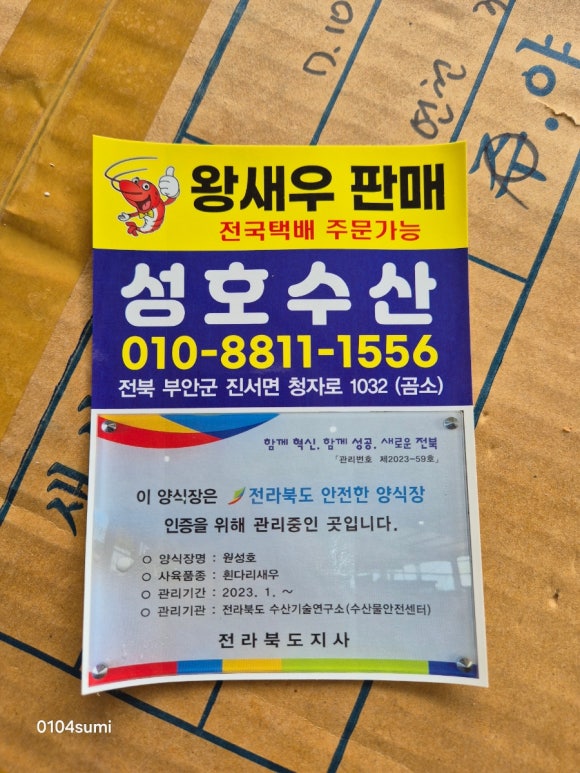 왕새우 판매
전국택배 주문가능
성호수산
010-8811-1556
전북 부안군 진서면 청자로 1032 (곰소)
함께 혁신, 함께 성공, 새로운 전북
「관리번호 제2023-59호」
이 양식장은 전라북도 안전한 양식장
인증을 위해 관리중인 곳입니다.
○ 양식장명 : 원성호
○ 사육품종 : 흰다리새우
○ 관리기간 : 2023. 1. ~
○ 관리기관 : 전라북도 수산기술연구소(수산물안전센터)
전라북도지사
0104sumi